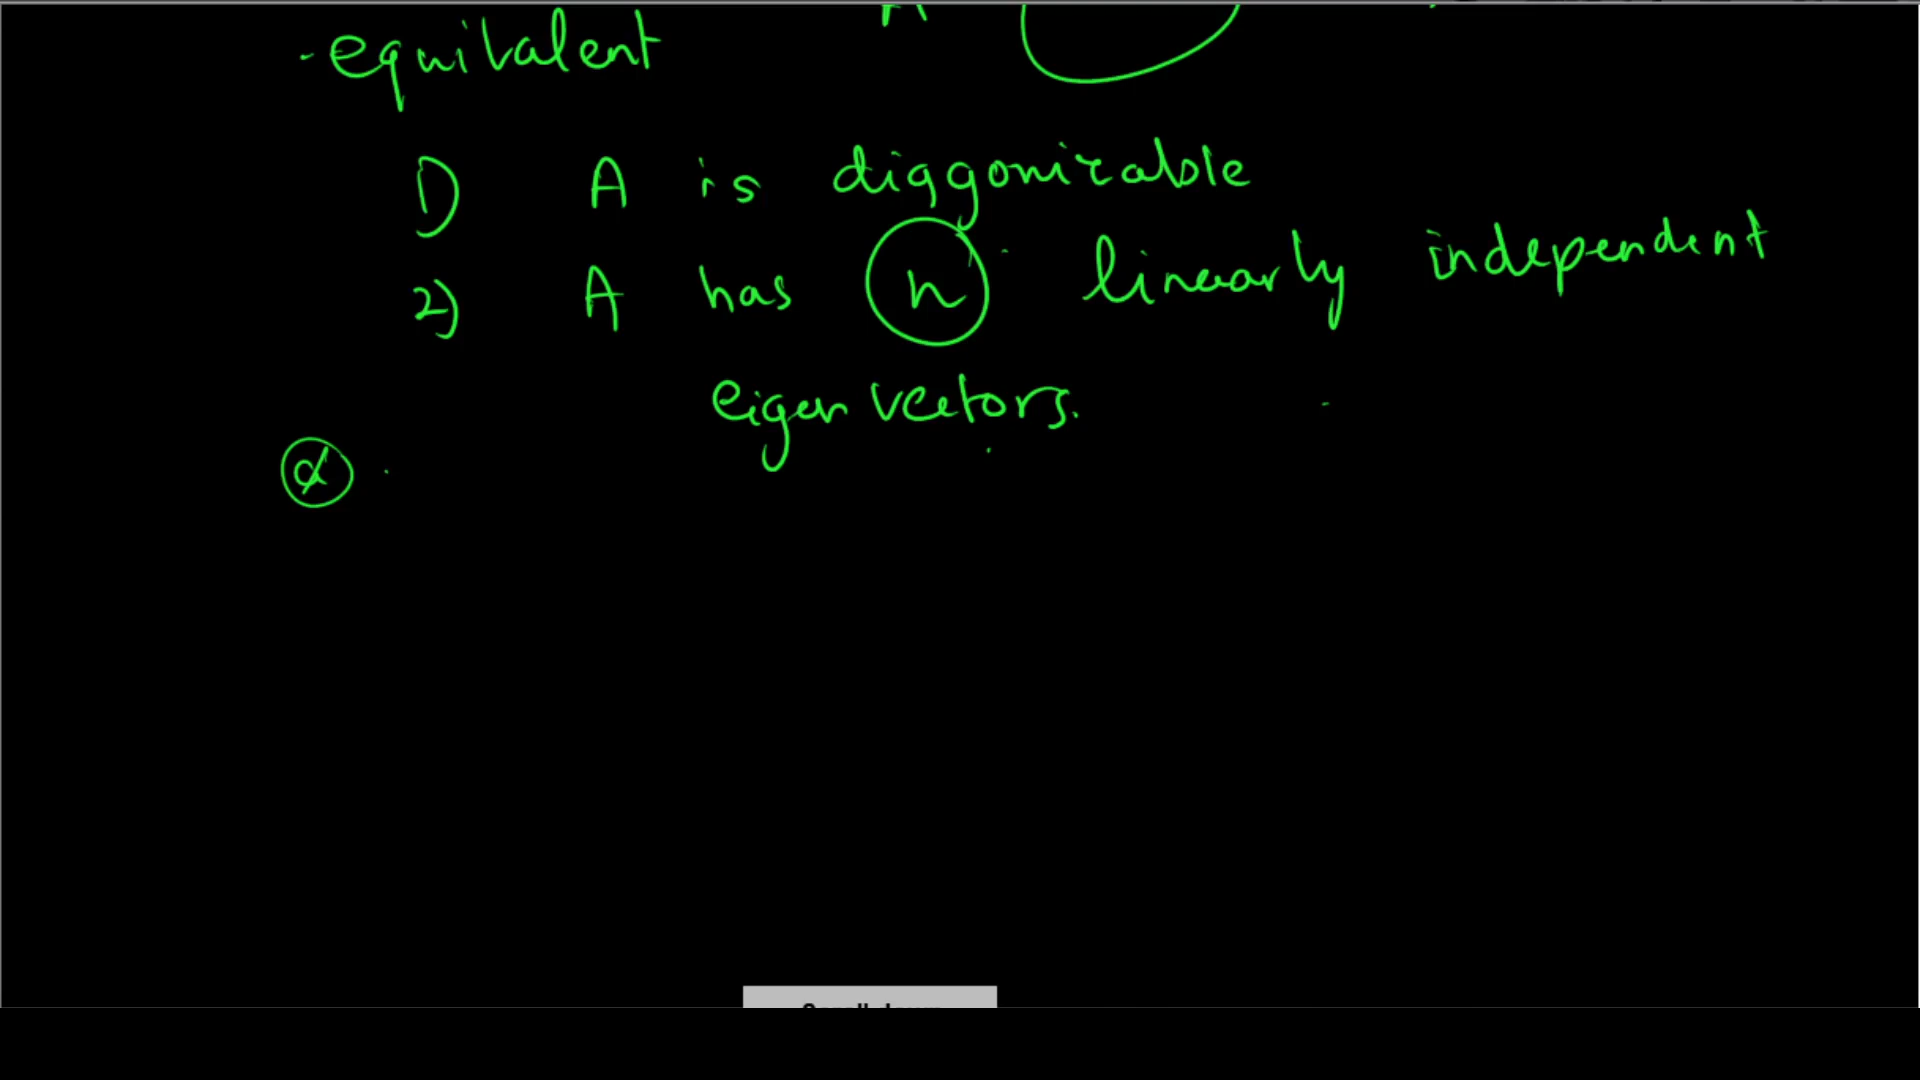 - equivalent
1) A is diagonizable
2) A has n linearly independent
eigen vectors.